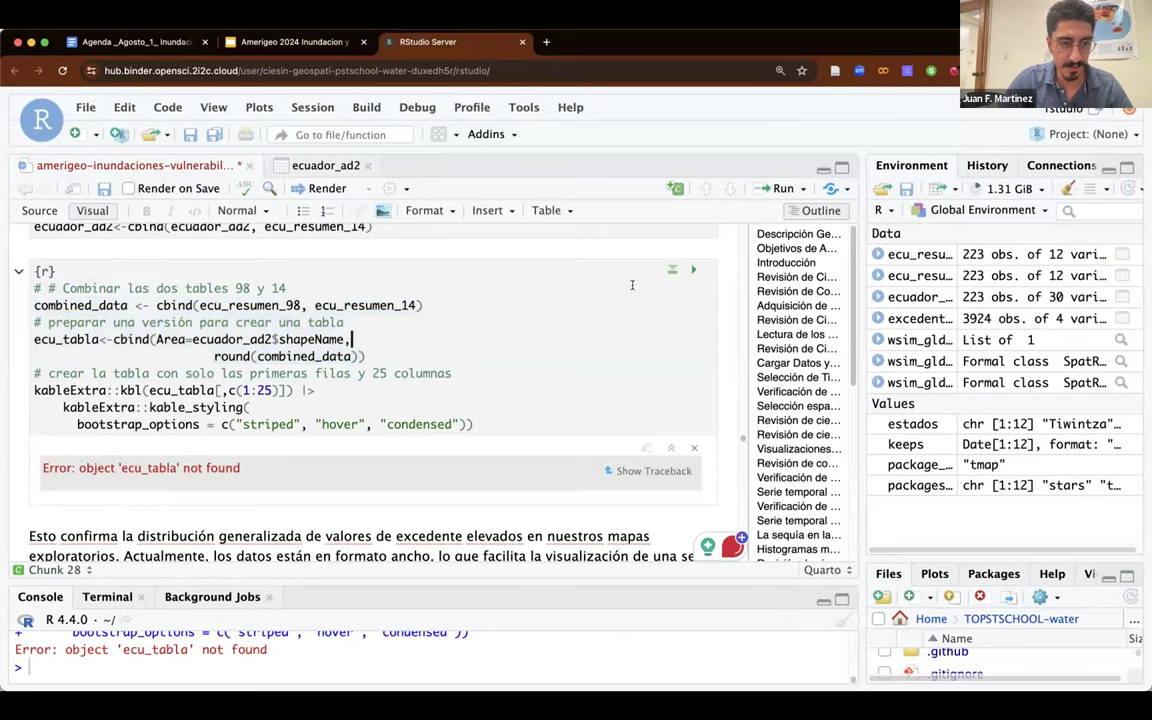 Agenda _Agosto_1_ Inundaci
Amerigeo 2024 Inundacion y
RStudio Server
hub.binder.opensci.2i2c.cloud/user/ciesin-geospati-pstschool-water-duxedh5r/rstudio/
Juan F. Martinez
rstudio
R
File Edit Code View Plots Session Build Debug Profile Tools Help
Go to file/function
Addins
Project: (None)
amerigeo-inundaciones-vulnerabil... *
ecuador_ad2
Render on Save
Render
Run
Source Visual
B I
Normal
Format Insert Table
Outline
ecuador_ad2<-cbind(ecuador_ad2, ecu_resumen_14)
{r}
# # Combinar las dos tables 98 y 14
combined_data <- cbind(ecu_resumen_98, ecu_resumen_14)
# preparar una versión para crear una tabla
ecu_tabla<-cbind(Area=ecuador_ad2$shapeName,
round(combined_data))
# crear la tabla con solo las primeras filas y 25 columnas
kableExtra::kbl(ecu_tabla[,c(1:25)]) |>
kableExtra::kable_styling(
bootstrap_options = c("striped", "hover", "condensed"))
Error: object 'ecu_tabla' not found
Show Traceback
Esto confirma la distribución generalizada de valores de excedente elevados en nuestros mapas
exploratorios. Actualmente, los datos están en formato ancho, lo que facilita la visualización de una se
Chunk 28
Quarto
Descripción Ge...
Objetivos de A...
Introducción
Revisión de Ci...
Revisión de Co...
Adquisición de
Revisión de Ci...
Lectura de los...
Revisión de Ci...
Cargar Datos y...
Selección de Ti...
Verificación de
Selección espa...
Revisión de cie...
Verificación de
Revisión de cie...
Visualizaciones...
Revisión de co...
Verificación de
Serie temporal ...
Verificación de
Serie temporal ...
La sequía en la...
Histogramas m...
Console Terminal Background Jobs
R 4.4.0 · ~/
+ bootstrap_options = c("striped", "hover", "condensed"))
Error: object 'ecu_tabla' not found
>
Environment History Connections
1.31 GiB
R Global Environment
Data
ecu_resu... 223 obs. of 12 vari...
ecu_resu... 223 obs. of 12 vari...
ecuador_... 223 obs. of 30 vari...
excedent... 3924 obs. of 4 vari...
wsim_gld... List of 1
wsim_gld... Formal class SpatR...
wsim_gld... Formal class SpatR...
Values
estados chr [1:12] "Tiwintza"...
keeps Date[1:12], format: "...
package_... "tmap"
packages chr [1:12] "stars" "t...
Files Plots Packages Help Vi
Home TOPSTSCHOOL-water
...
Name
Siz
.github
.gitignore